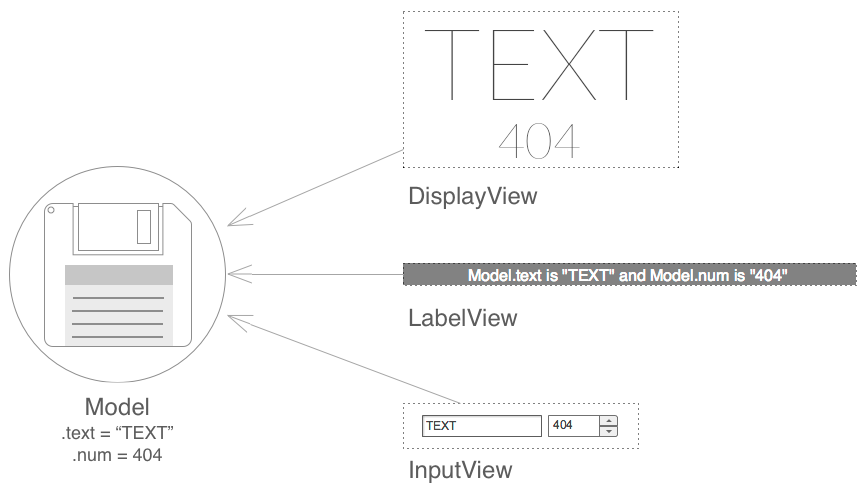 TEXT
404
DisplayView
Model.text is "TEXT" and Model.num is "404"
LabelView
TEXT 404
InputView
Model
.text = “TEXT”
.num = 404